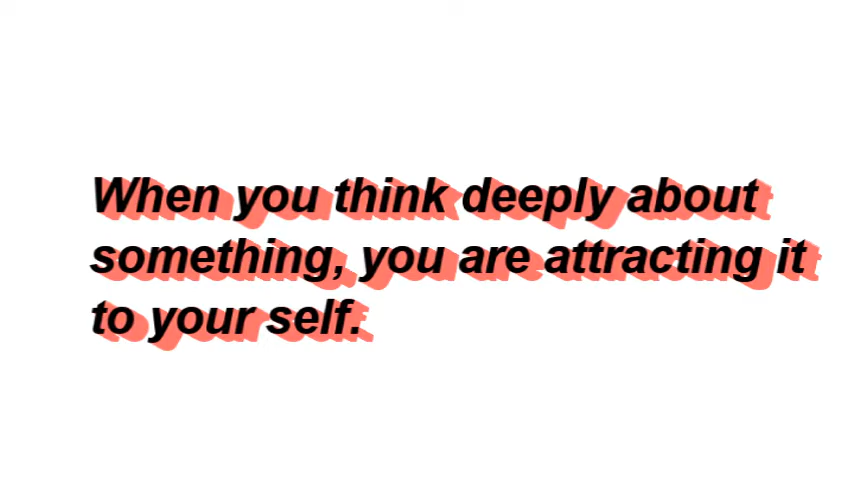 When you think deeply about
something, you are attracting it
to your self.